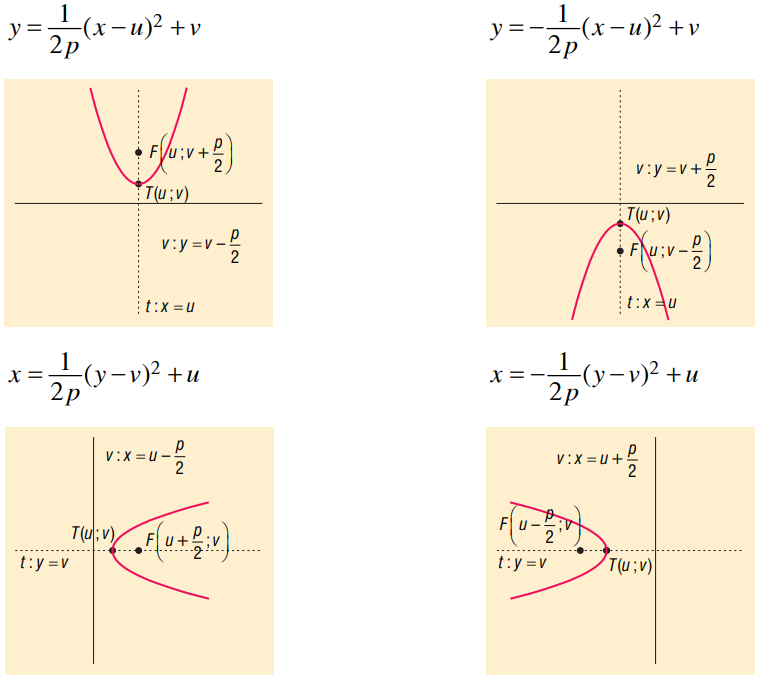 y = \frac{1}{2p}(x-u)^2 + v
F\left(u; v + \frac{p}{2}\right)
T(u;v)
v: y = v - \frac{p}{2}
t: x = u
y = -\frac{1}{2p}(x-u)^2 + v
v: y = v + \frac{p}{2}
T(u;v)
F\left(u; v - \frac{p}{2}\right)
t: x = u
x = \frac{1}{2p}(y-v)^2 + u
v: x = u - \frac{p}{2}
T(u;v)
F\left(u + \frac{p}{2}; v\right)
t: y = v
x = -\frac{1}{2p}(y-v)^2 + u
v: x = u + \frac{p}{2}
F\left(u - \frac{p}{2}; v\right)
t: y = v
T(u;v)